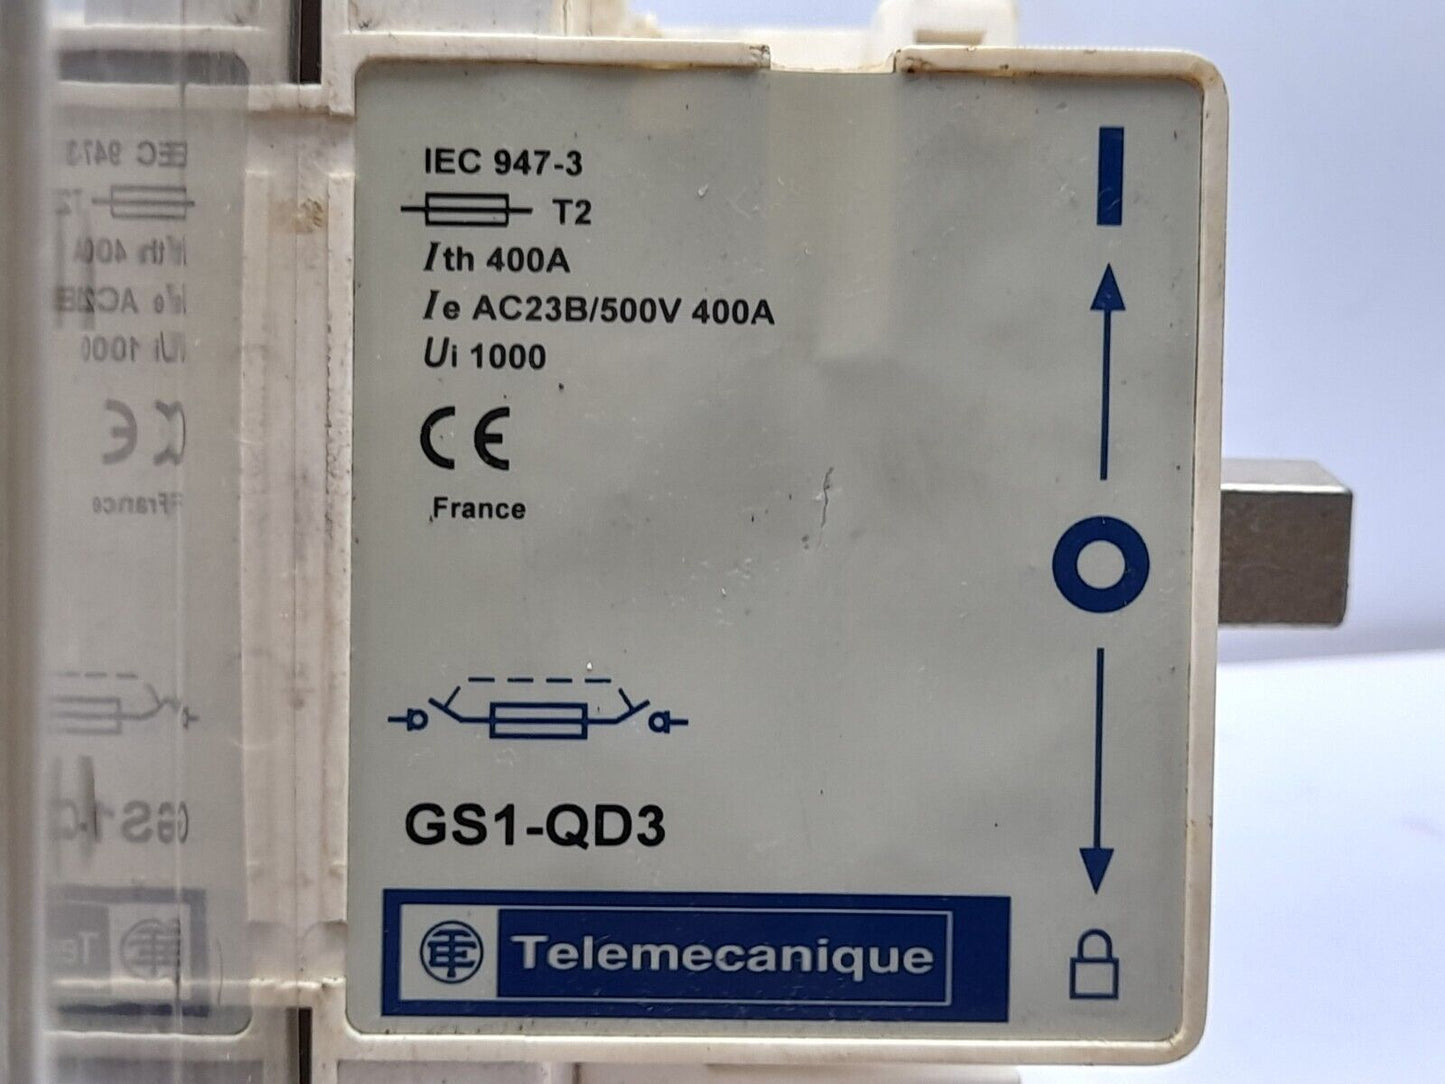 IEC 947-3
T2
Ith 400A
Ie AC23B/500V 400A
Ui 1000
CE
France
GS1-QD3
Telemecanique